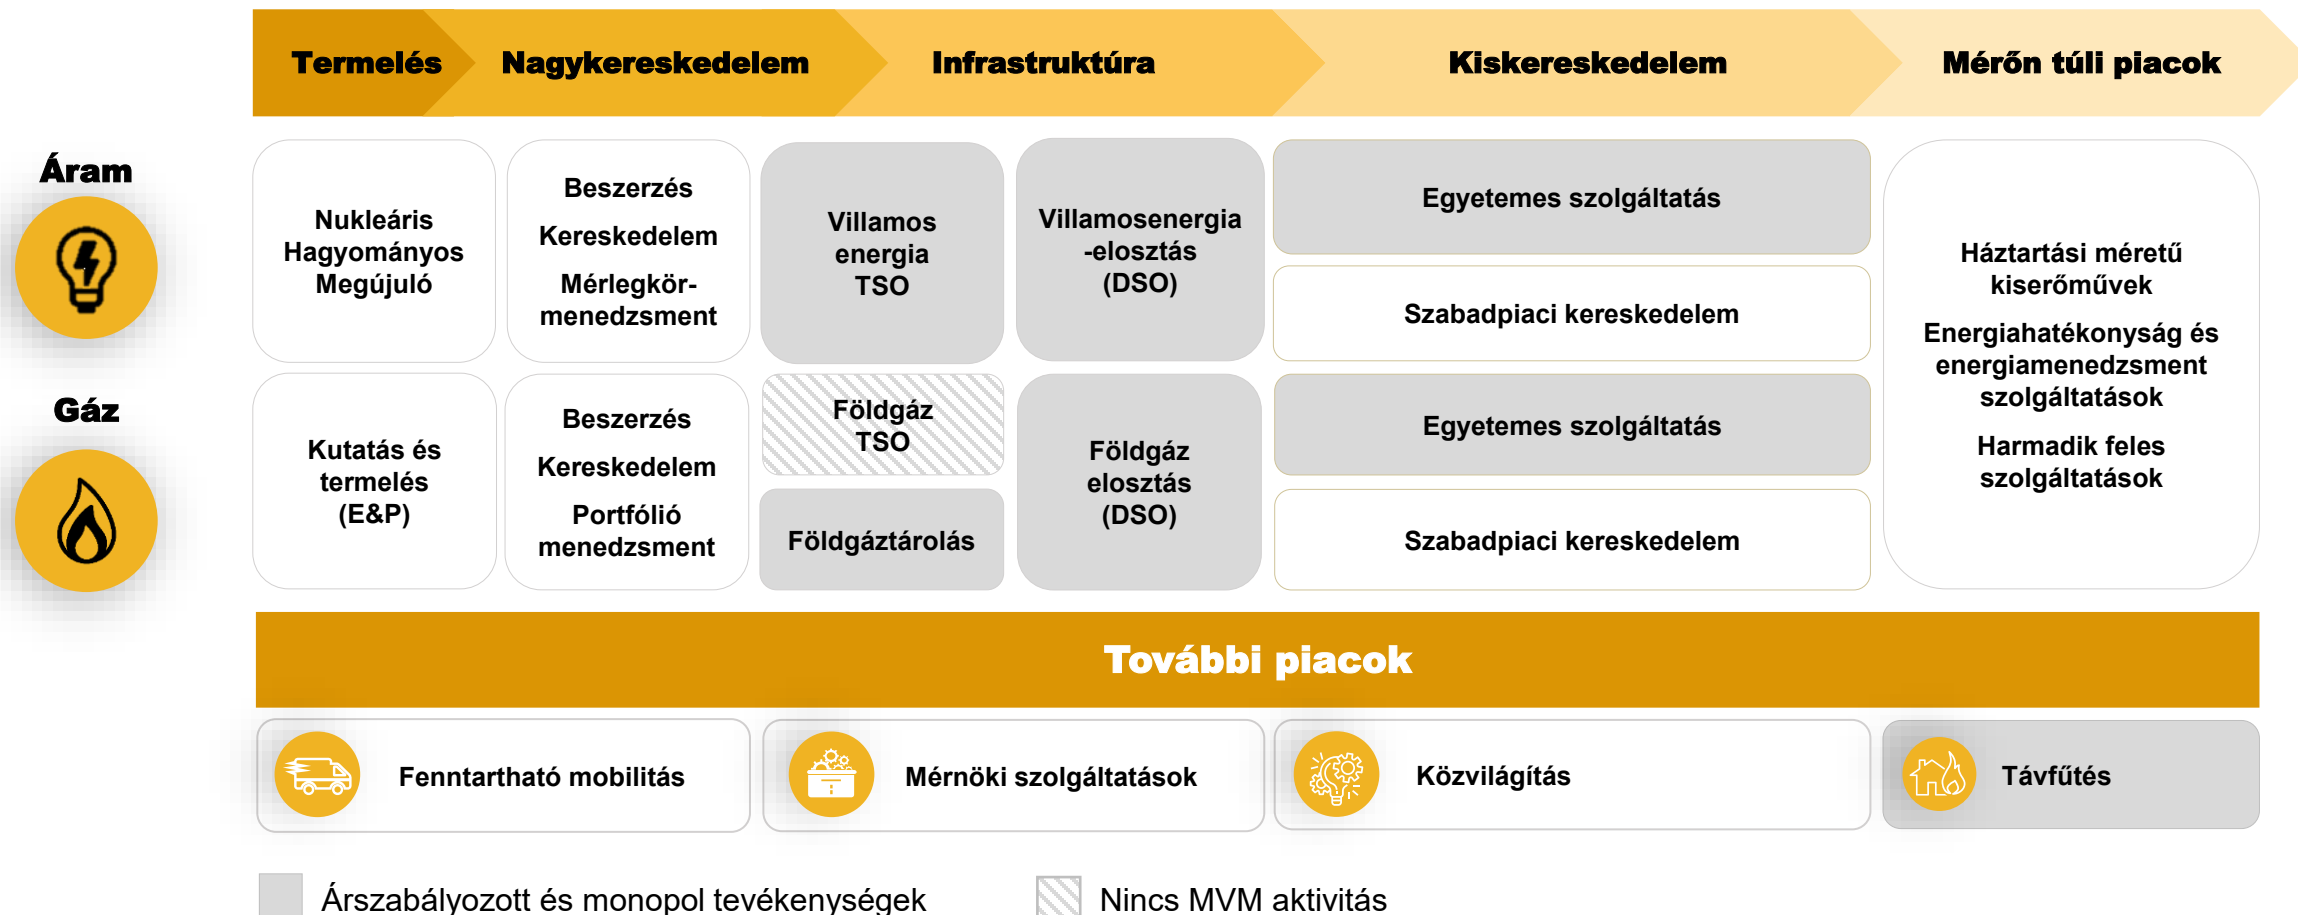 Termelés
Nagykereskedelem
Infrastruktúra
Kiskereskedelem
Mérőn túli piacok
Áram
Nukleáris
Hagyományos
Megújuló
Beszerzés
Kereskedelem
Mérlegkör-
menedzsment
Villamos
energia
TSO
Villamosenergia
-elosztás
(DSO)
Egyetemes szolgáltatás
Szabadpiaci kereskedelem
Háztartási méretű
kiserőművek
Energiahatékonyság és
energiamenedzsment
szolgáltatások
Harmadik feles
szolgáltatások
Gáz
Kutatás és
termelés
(E&P)
Beszerzés
Kereskedelem
Portfólió
menedzsment
Földgáz
TSO
Földgáztárolás
Földgáz
elosztás
(DSO)
Egyetemes szolgáltatás
Szabadpiaci kereskedelem
További piacok
Fenntartható mobilitás
Mérnöki szolgáltatások
Közvilágítás
Távfűtés
Árszabályozott és monopol tevékenységek
Nincs MVM aktivitás